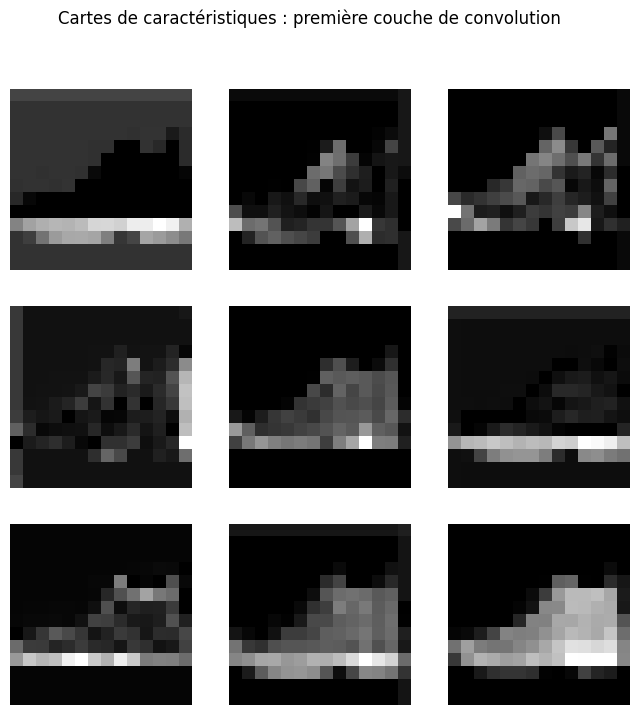 Cartes de caractéristiques : première couche de convolution